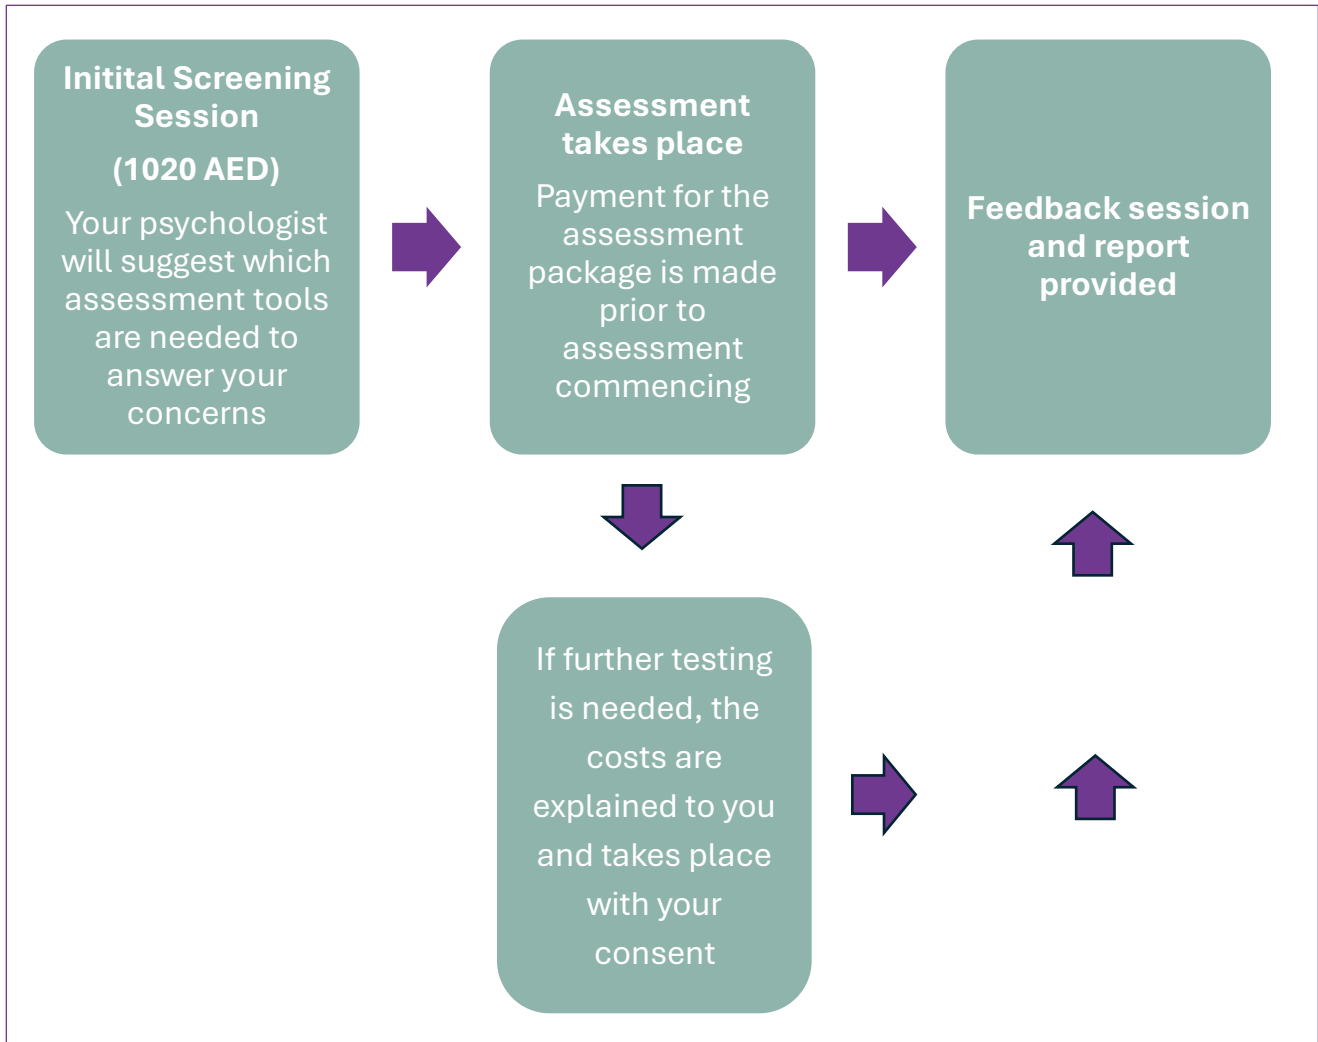 Initital Screening
Session
(1020 AED)
Your psychologist
will suggest which
assessment tools
are needed to
answer your
concerns
Assessment
takes place
Payment for the
assessment
package is made
prior to
assessment
commencing
Feedback session
and report
provided
If further testing
is needed, the
costs are
explained to you
and takes place
with your
consent